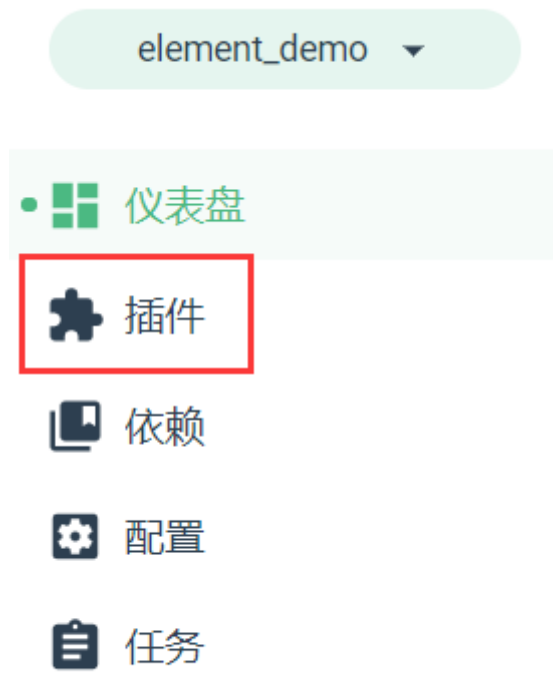 element_demo
仪表盘
插件
依赖
配置
任务